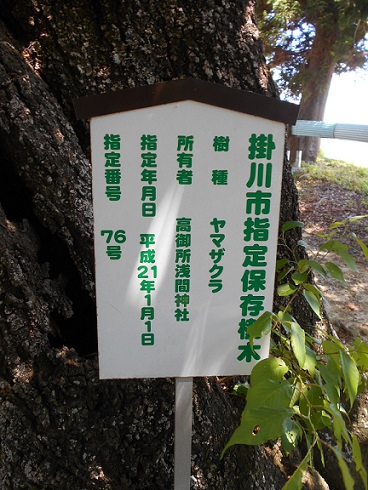 掛川市指定保存樹木
樹種 ヤマザクラ
所有者 高御所浅間神社
指定年月日 平成21年1月1日
指定番号 76号